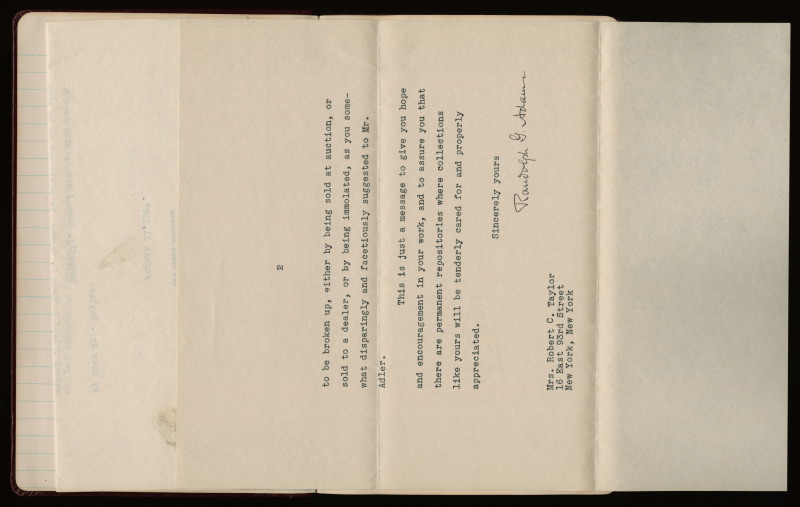 2
to be broken up, either by being sold at auction, or
sold to a dealer, or by being immolated, as you some-
what disparingly and facetiously suggested to Mr.
Adler.
This is just a message to give you hope
and encouragement in your work, and to assure you that
there are permanent repositories where collections
like yours will be tenderly cared for and properly
appreciated.
Sincerely yours
Randolph G. Adams
Mrs. Robert C. Taylor
16 East 93rd Street
New York, New York